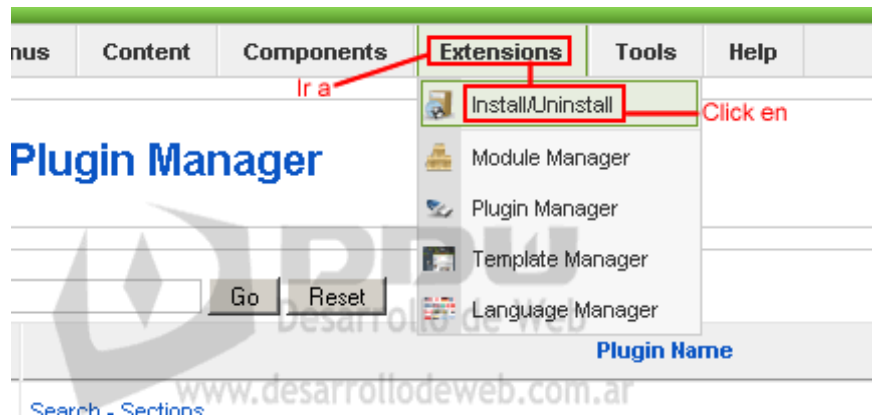 nus Content Components Extensions Tools Help
Ir a
Install/Uninstall
Click en
Plugin Manager
Module Manager
Plugin Manager
Template Manager
Go Reset
Language Manager
PDW
Desarrollo de Web
Plugin Name
www.desarrollodeweb.com.ar
Search - Sections